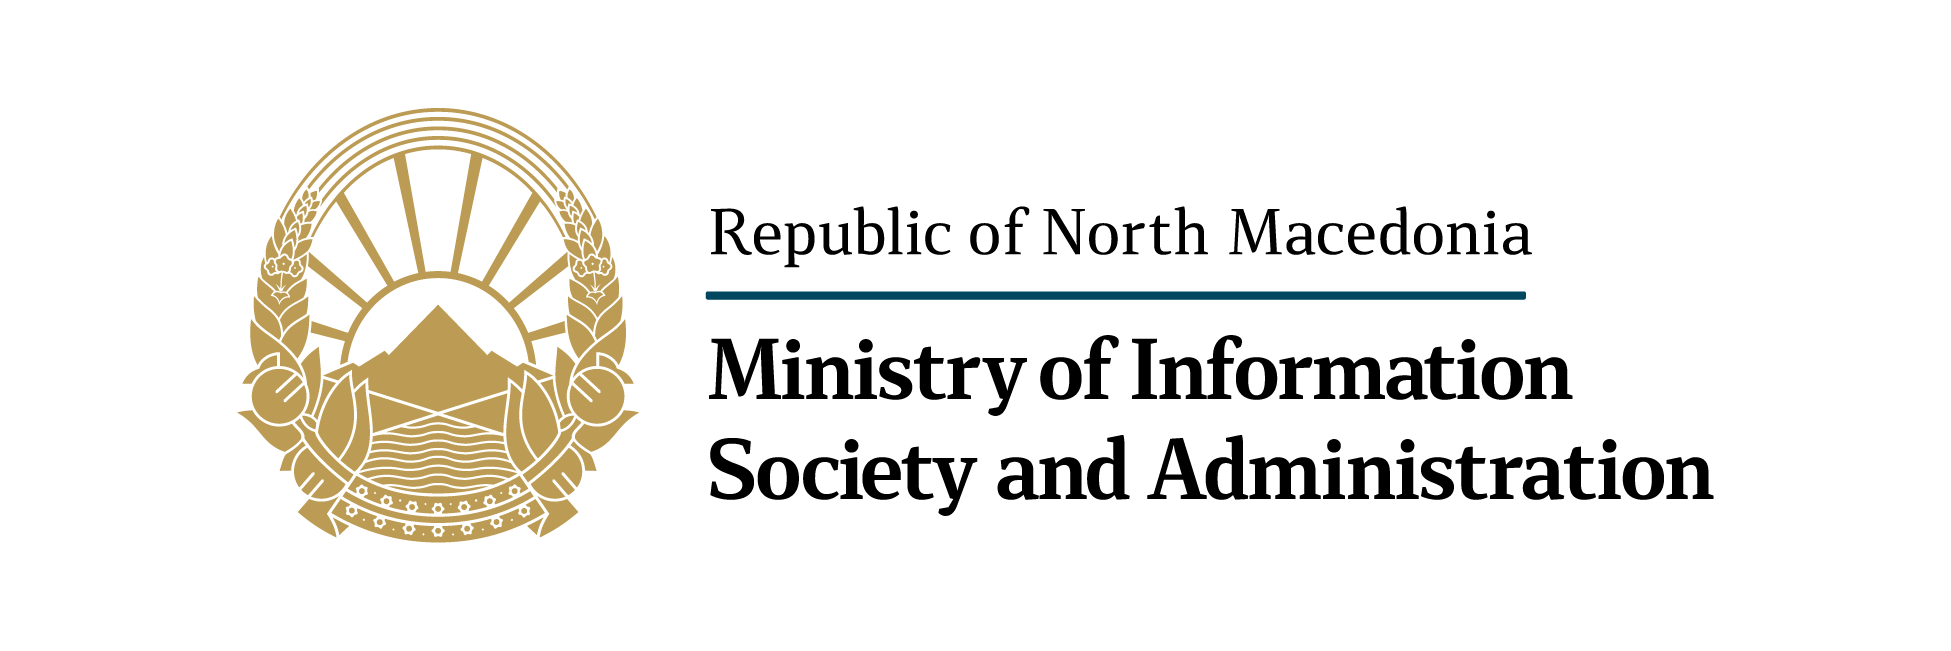 Republic of North Macedonia
Ministry of Information
Society and Administration